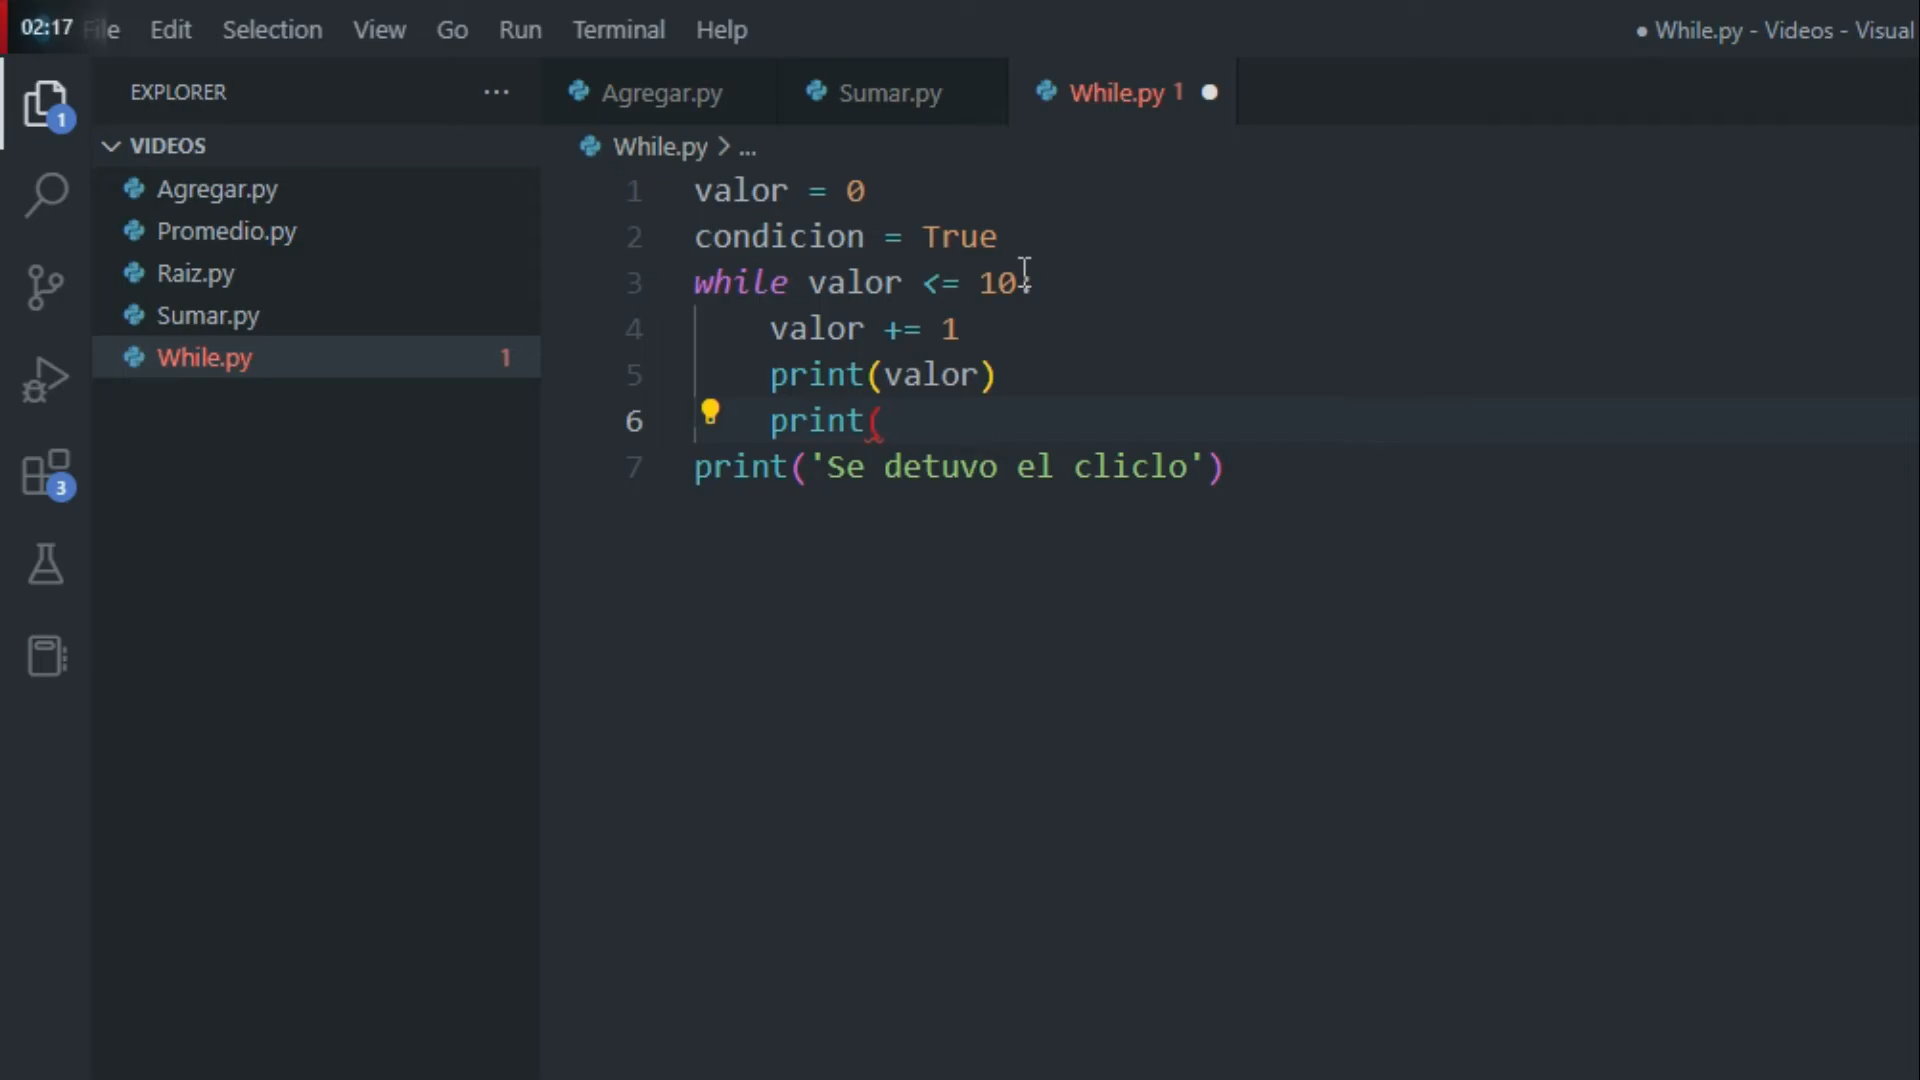 02:17 File Edit Selection View Go Run Terminal Help ● While.py - Videos - Visual
EXPLORER ...
Agregar.py Sumar.py While.py 1
1
VIDEOS
While.py > ...
Agregar.py
Promedio.py
Raiz.py
Sumar.py
While.py 1
3
1 valor = 0
2 condicion = True
3 while valor <= 10:
4 valor += 1
5 print(valor)
6 print(
7 print('Se detuvo el cliclo')